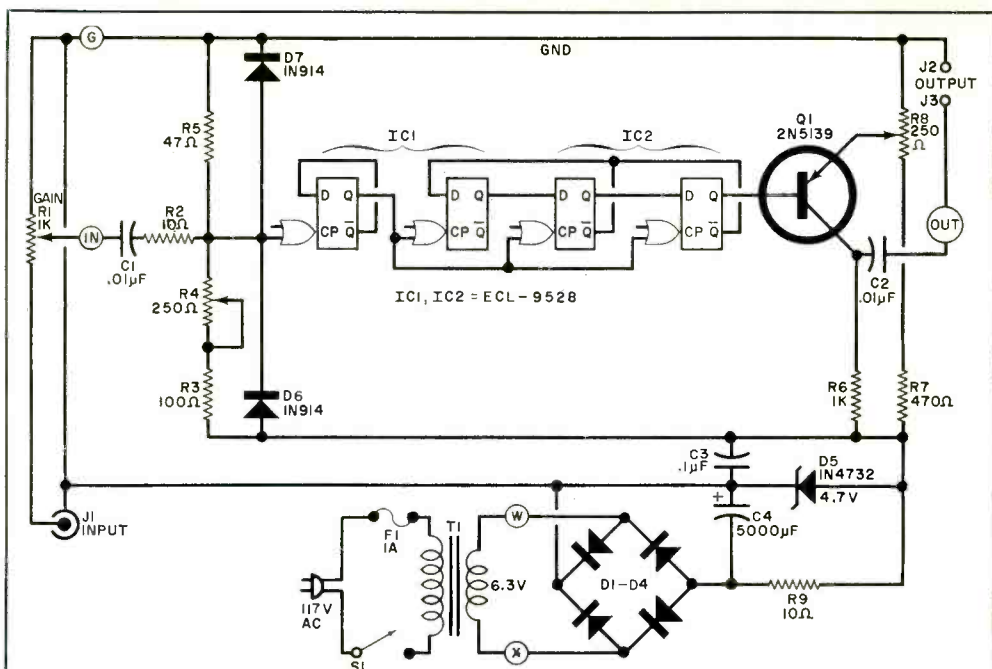 G
GND
D7
1N914
J2
OUTPUT
J3
R5
47Ω
IC1
IC2
Q1
2N5139
R8
250
Ω
GAIN
R1
1K
IN
R2
10Ω
C1
.01µF
D Q
CP Q̅
D Q
CP Q̅
D Q
CP Q̅
D Q
CP Q̅
OUT
C2
.01µF
R4
250Ω
IC1, IC2 = ECL-9528
R3
100Ω
D6
1N914
R6
1K
R7
470Ω
C3
.1µF
D5
1N4732
4.7V
+
C4
5000µF
J1
INPUT
F1
1A
T1
W
6.3V
D1-D4
R9
10Ω
117V
AC
S1
X